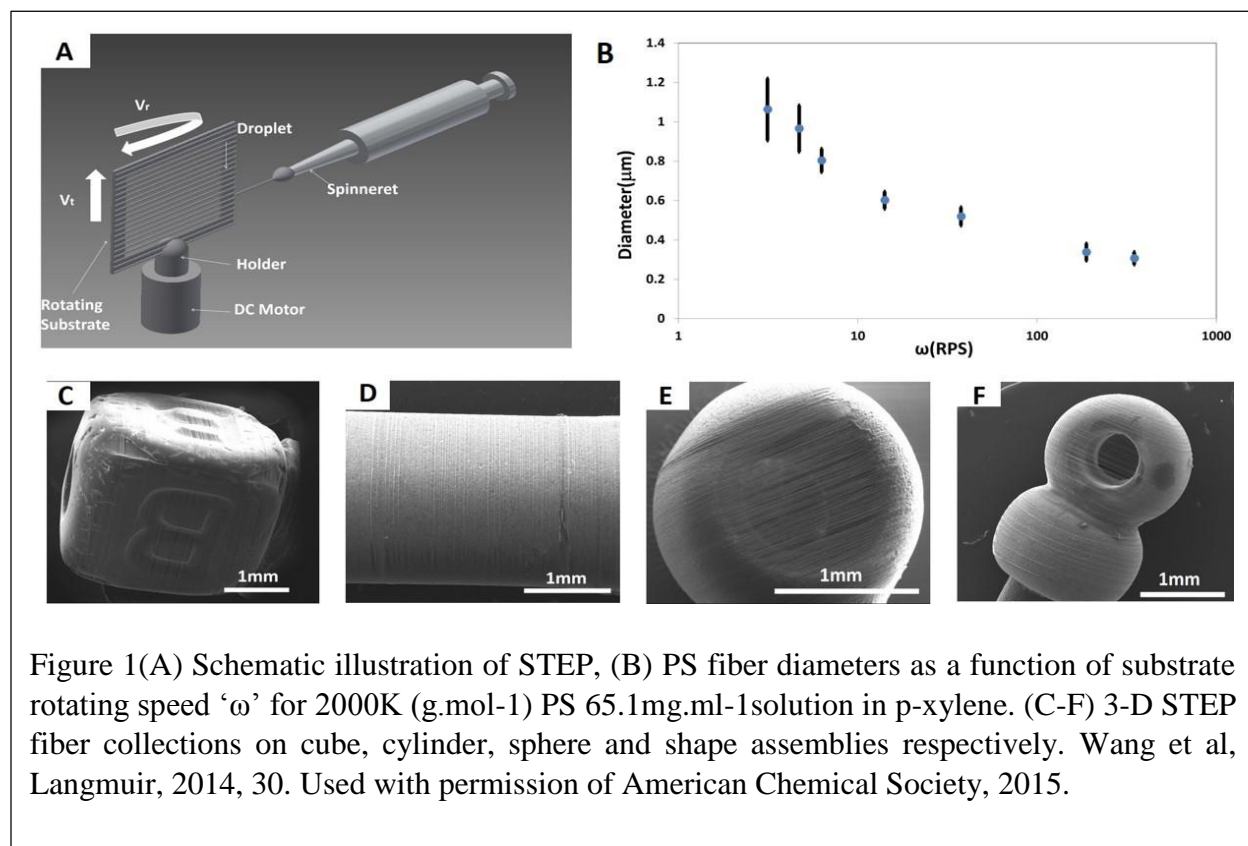 A
Vr
Droplet
Vt
Spinneret
Holder
Rotating
Substrate
DC Motor
B
1.4
1.2
1
0.8
0.6
0.4
0.2
0
Diameter(μm)
1
10
100
1000
ω(RPS)
C
B
1mm
D
1mm
E
1mm
F
1mm
Figure 1(A) Schematic illustration of STEP, (B) PS fiber diameters as a function of substrate
rotating speed ‘ω’ for 2000K (g.mol-1) PS 65.1mg.ml-1solution in p-xylene. (C-F) 3-D STEP
fiber collections on cube, cylinder, sphere and shape assemblies respectively. Wang et al,
Langmuir, 2014, 30. Used with permission of American Chemical Society, 2015.